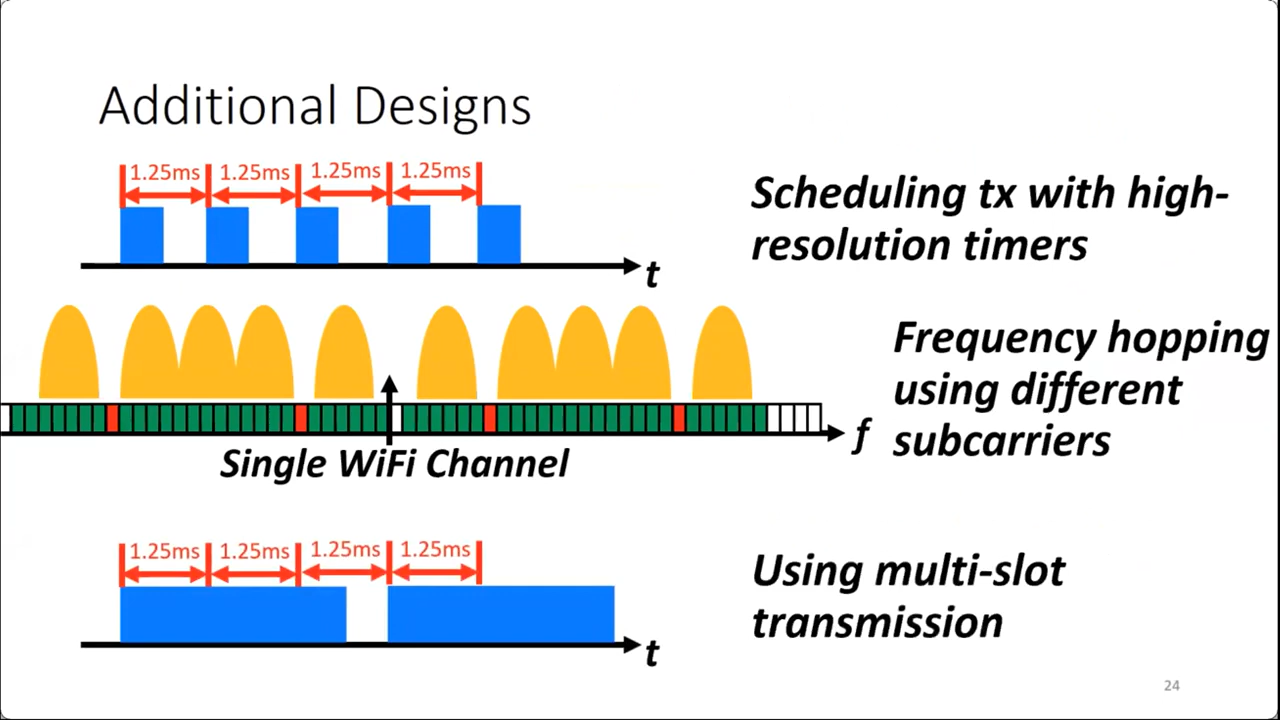 Additional Designs
1.25ms 1.25ms 1.25ms 1.25ms
t
Scheduling tx with high-
resolution timers
Frequency hopping
using different
subcarriers
f
Single WiFi Channel
1.25ms 1.25ms 1.25ms 1.25ms
t
Using multi-slot
transmission
24